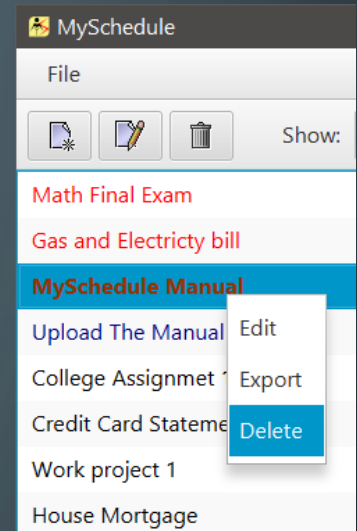 MySchedule
File
Show:
Math Final Exam
Gas and Electricty bill
MySchedule Manual
Upload The Manual
Edit
College Assignmet
Export
Credit Card Stateme
Delete
Work project 1
House Mortgage